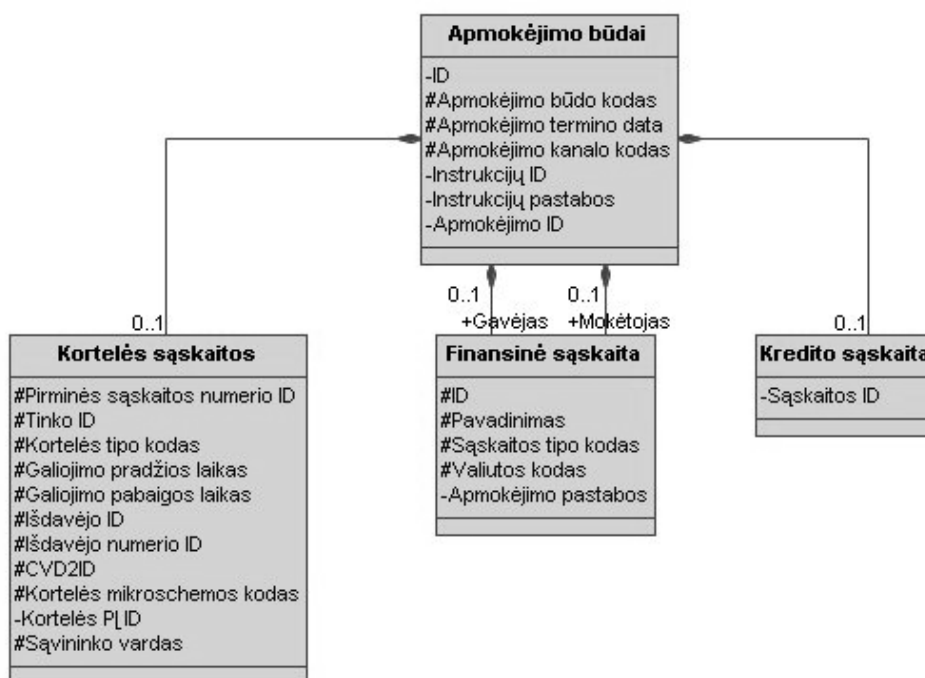 Apmokėjimo būdai
-ID
#Apmokėjimo būdo kodas
#Apmokėjimo termino data
#Apmokėjimo kanalo kodas
-Instrukcijų ID
-Instrukcijų pastabos
-Apmokėjimo ID
0..1
0..1
+Gavėjas
0..1
+Mokėtojas
0..1
Kortelės sąskaitos
#Pirminės sąskaitos numerio ID
#Tinko ID
#Kortelės tipo kodas
#Galiojimo pradžios laikas
#Galiojimo pabaigos laikas
#Išdavėjo ID
#Išdavėjo numerio ID
#CVD2ID
#Kortelės mikroschemos kodas
-Kortelės P[ID
#Sąvininko vardas
Finansinė sąskaita
#ID
#Pavadinimas
#Sąskaitos tipo kodas
#Valiutos kodas
-Apmokėjimo pastabos
Kredito sąskaita
-Sąskaitos ID